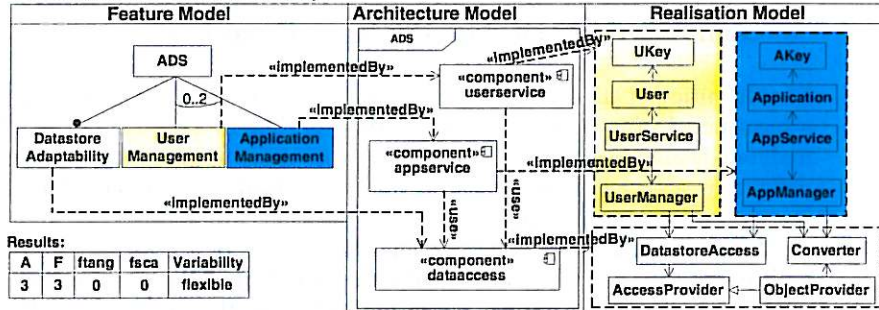 Feature Model
Architecture Model
Realisation Model
ADS
0..2
Datastore
Adaptability
User
Management
Application
Management
«ImplementedBy»
«ImplementedBy»
«ImplementedBy»
ADS
«component»
userservice
«component»
appservice
«component»
dataaccess
«use»
«use»
«ImplementedBy»
«ImplementedBy»
«ImplementedBy»
UKey
User
UserService
UserManager
AKey
Application
AppService
AppManager
DatastoreAccess
Converter
AccessProvider
ObjectProvider
Results:
A F ftang fsca Variability
3 3 0 0 flexible